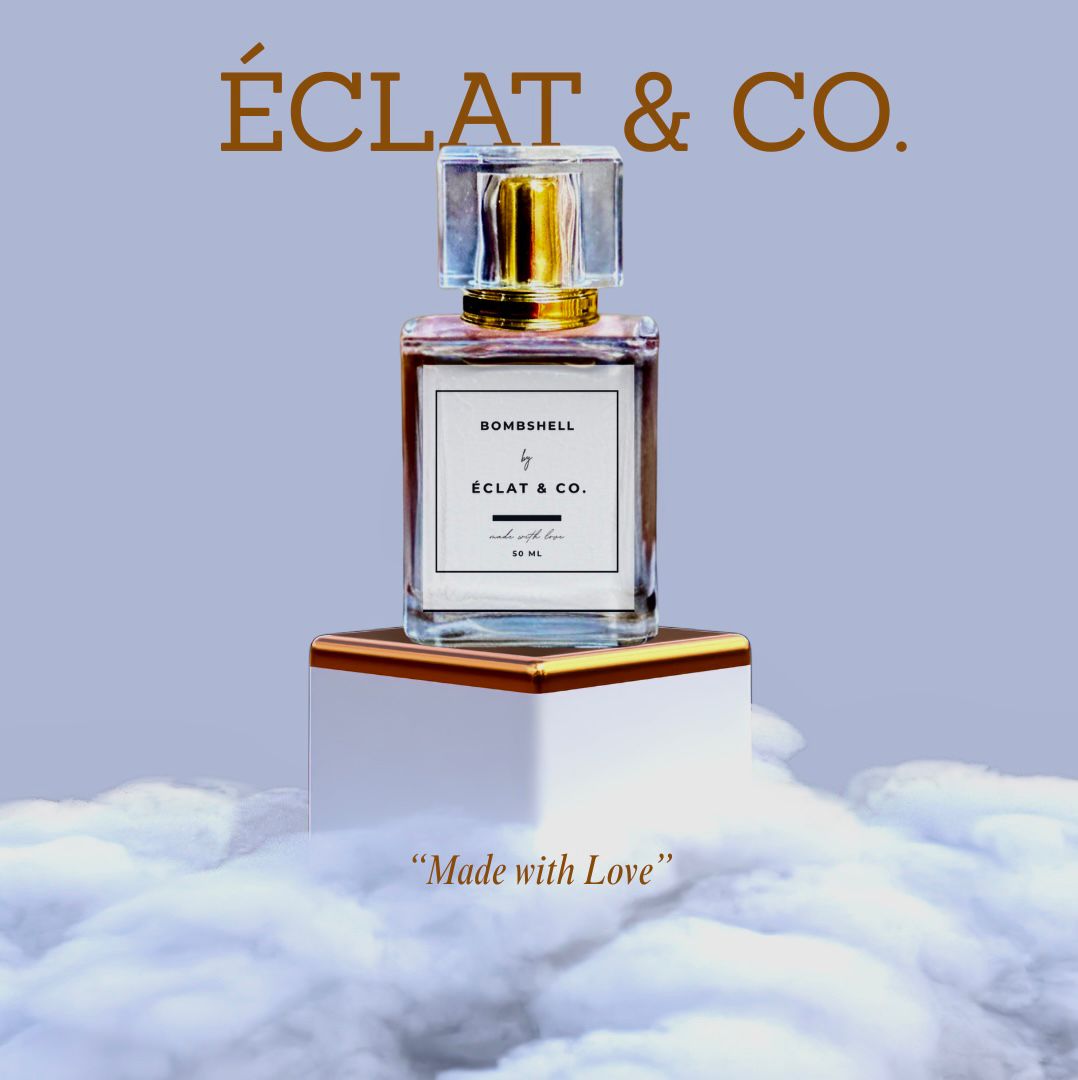 ÉCLAT & CO.
BOMBSHELL
by
ÉCLAT & CO.
made with love
50 ML
“Made with Love”